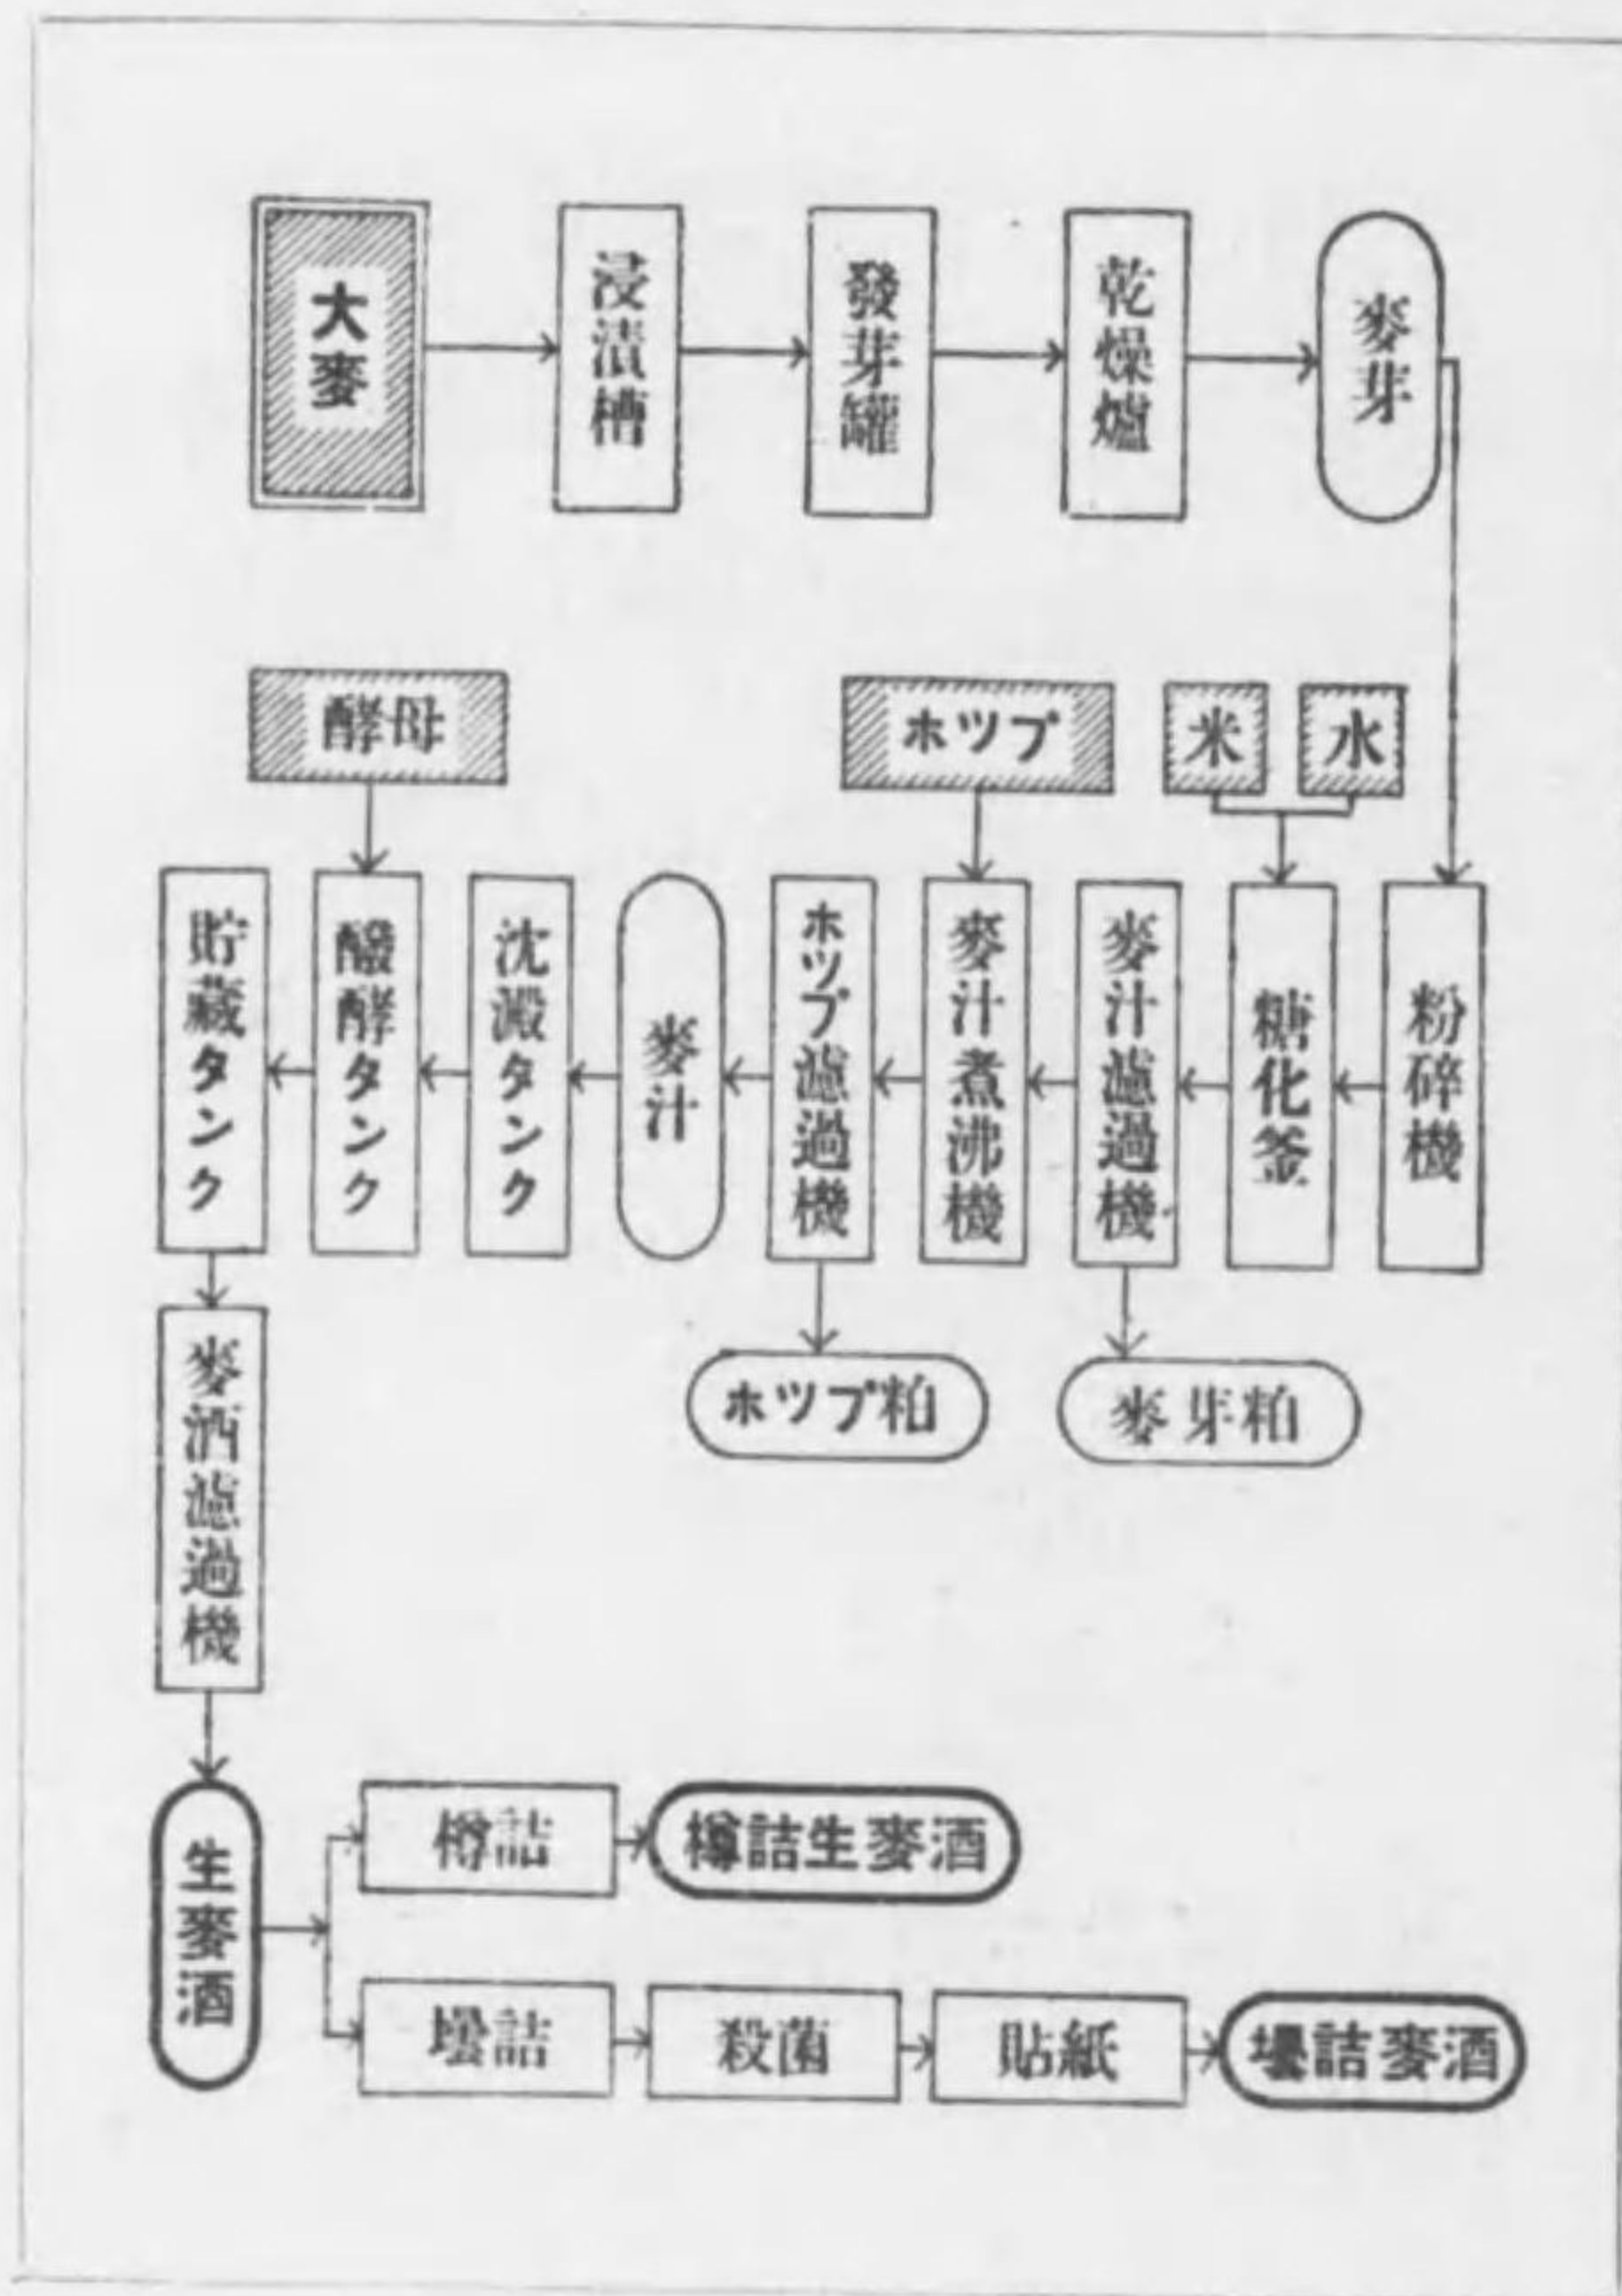 大麥
浸漬槽
發芽罐
乾燥爐
麥芽
水
米
ホツプ
酵母
粉碎機
糖化釜
麥汁濾過機
麥汁煮沸機
ホツプ濾過機
麥汁
沈澱タンク
醱酵タンク
貯藏タンク
麥芽粕
ホツプ粕
麥酒濾過機
生麥酒
樽詰
樽詰生麥酒
壜詰
殺菌
貼紙
壜詰麥酒